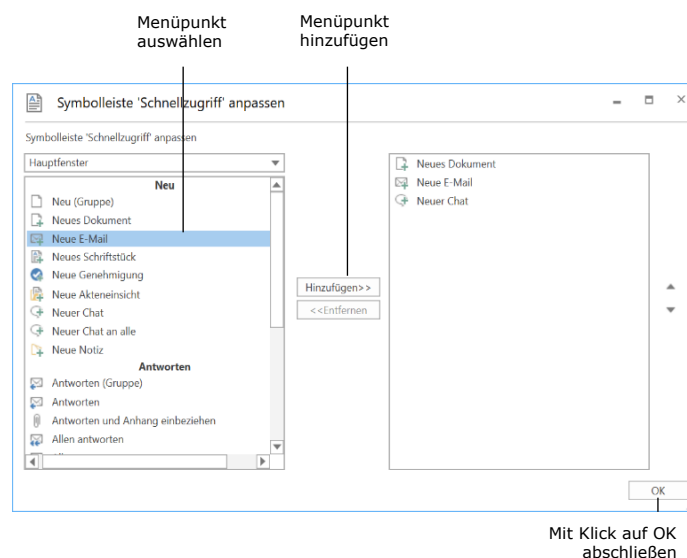 Menüpunkt
auswählen
Menüpunkt
hinzufügen
Symbolleiste 'Schnellzugriff' anpassen
Symbolleiste 'Schnellzugriff' anpassen
Hauptfenster
Neu
Neu (Gruppe)
Neues Dokument
Neue E-Mail
Neues Schriftstück
Neue Genehmigung
Neue Akteneinsicht
Neuer Chat
Neuer Chat an alle
Neue Notiz
Antworten
Antworten (Gruppe)
Antworten
Antworten und Anhang einbeziehen
Allen antworten
Hinzufügen>>
<<Entfernen
Neues Dokument
Neue E-Mail
Neuer Chat
OK
Mit Klick auf OK
abschließen